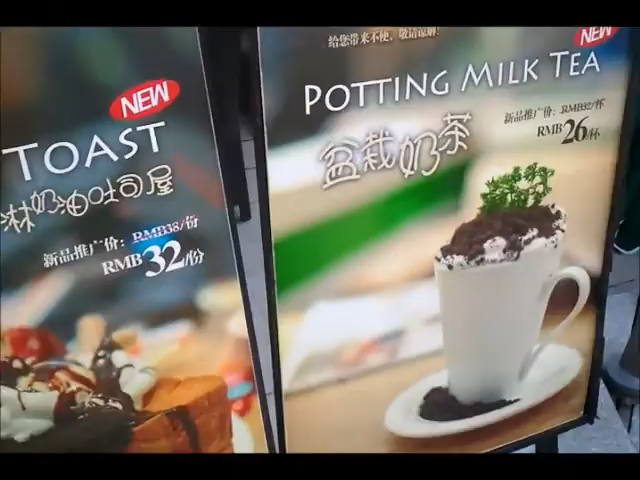 NEW
TOAST
淋奶油吐司屋
新品推广价：RMB38/份
RMB32/份
给您带来不便，敬请谅解！
NEW
POTTING MILK TEA
盆栽奶茶
新品推广价：RMB32/杯
RMB26/杯